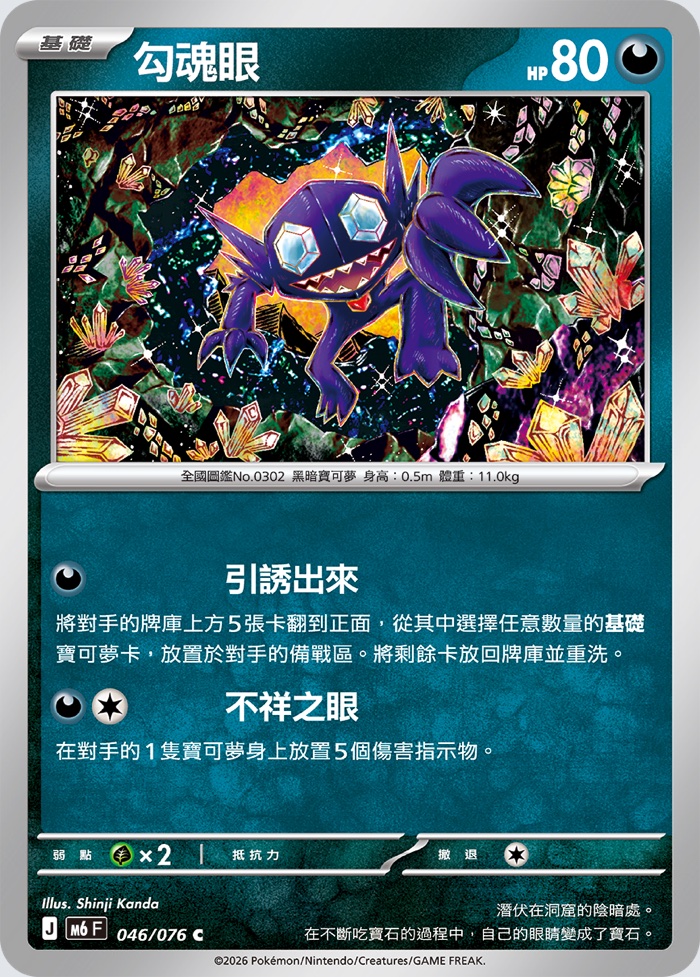 基礎
勾魂眼
HP80
全國圖鑑No.0302 黑暗寶可夢 身高：0.5m 體重：11.0kg
引誘出來
將對手的牌庫上方5張卡翻到正面，從其中選擇任意數量的基礎
寶可夢卡，放置於對手的備戰區。將剩餘卡放回牌庫並重洗。
不祥之眼
在對手的1隻寶可夢身上放置5個傷害指示物。
弱點 ×2 抵抗力 撤退
Illus. Shinji Kanda
J M6 F 046/076 C
潛伏在洞窟的陰暗處。
在不斷吃寶石的過程中，自己的眼睛變成了寶石。
©2026 Pokémon/Nintendo/Creatures/GAME FREAK.